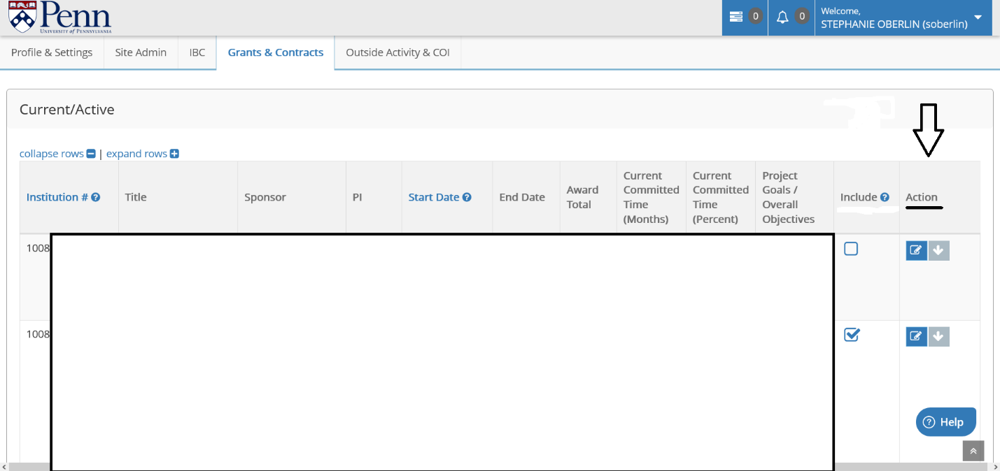 Penn
UNIVERSITY of PENNSYLVANIA
0
0
Welcome,
STEPHANIE OBERLIN (soberlin)
Profile & Settings
Site Admin
IBC
Grants & Contracts
Outside Activity & COI
Current/Active
collapse rows | expand rows
Institution #
Title
Sponsor
PI
Start Date
End Date
Award
Total
Current
Committed
Time
(Months)
Current
Committed
Time
(Percent)
Project
Goals /
Overall
Objectives
Include
Action
1008
1008
Help